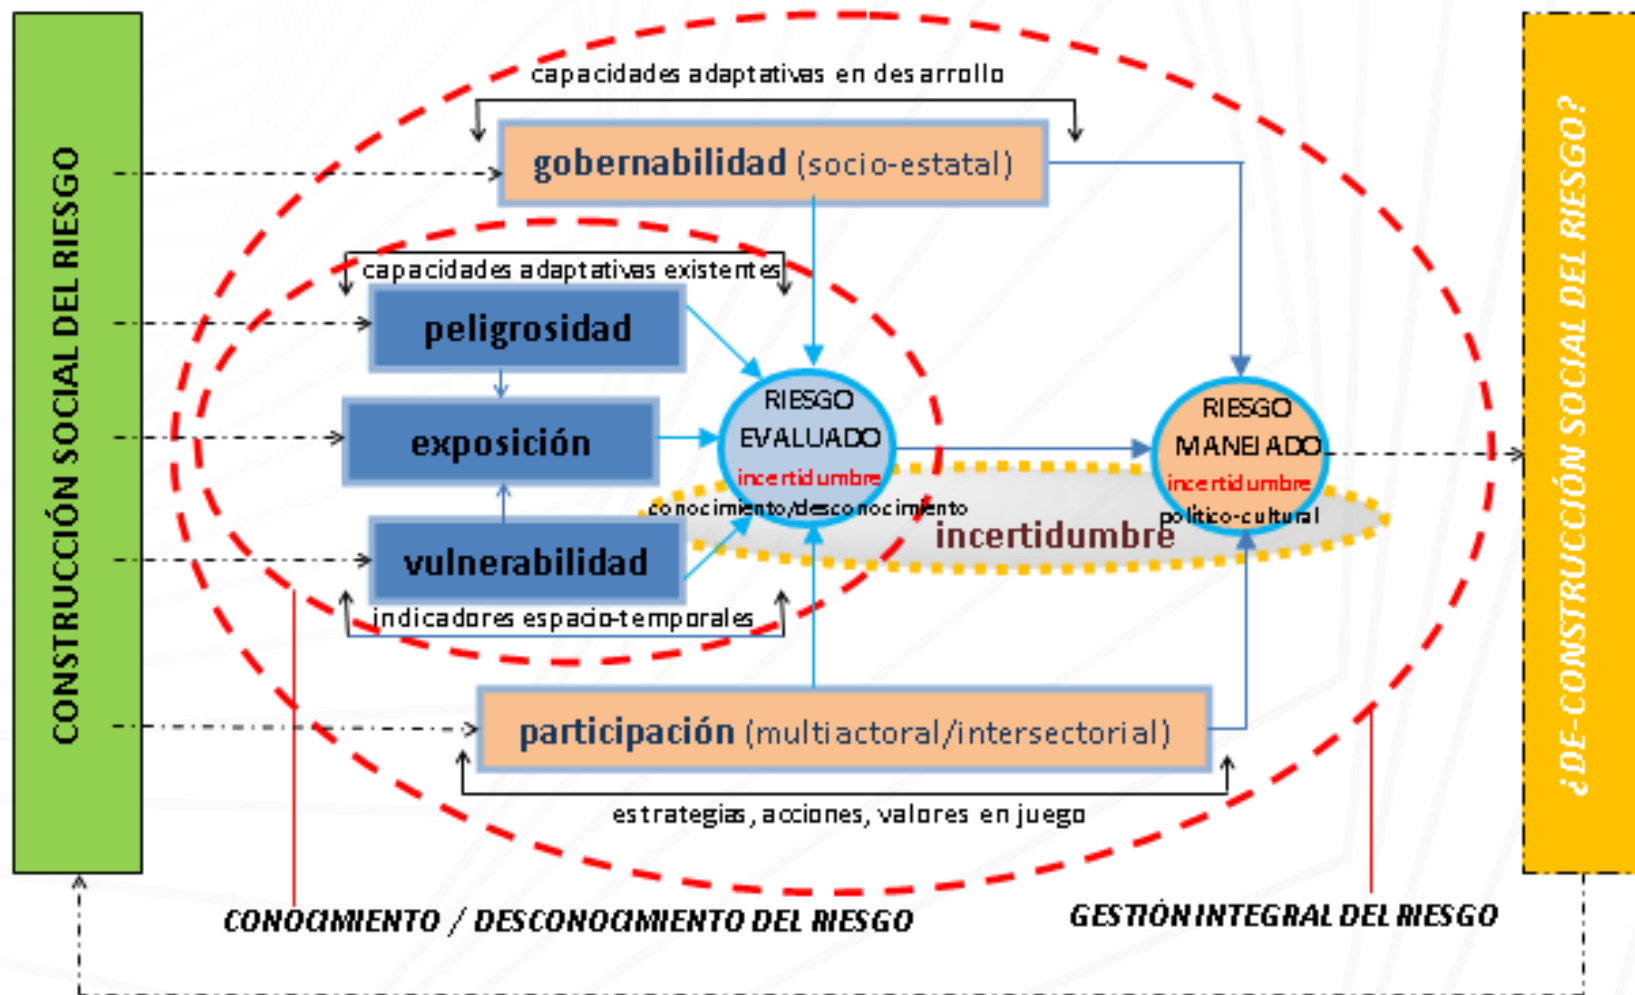 CONSTRUCCIÓN SOCIAL DEL RIESGO
capacidades adaptativas en desarrollo
gobernabilidad (socio-estatal)
capacidades adaptativas existentes
peligrosidad
exposición
vulnerabilidad
indicadores espacio-temporales
RIESGO
EVALUADO
incertidumbre
conocimiento/desconocimiento
incertidumbre
RIESGO
MANEJADO
incertidumbre
político-cultural
participación (multiactoral/intersectorial)
estrategias, acciones, valores en juego
CONOCIMIENTO / DESCONOCIMIENTO DEL RIESGO
GESTIÓN INTEGRAL DEL RIESGO
¿DE-CONSTRUCCIÓN SOCIAL DEL RIESGO?